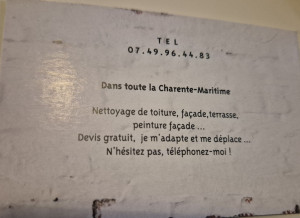 TEL
07.49.96.44.83
Dans toute la Charente-Maritime
Nettoyage de toiture, façade,terrasse,
peinture façade ...
Devis gratuit, je m'adapte et me déplace ...
N'hésitez pas, téléphonez-moi !